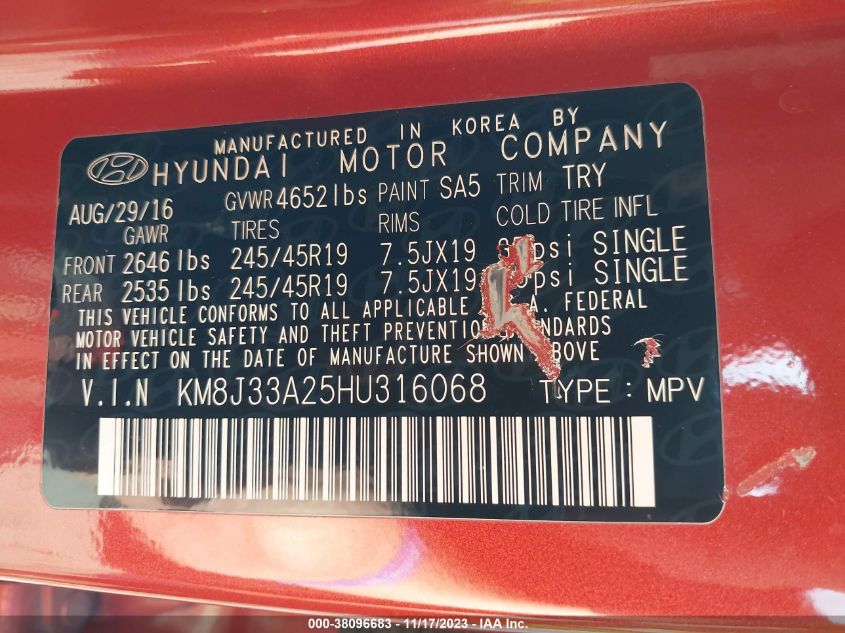 MANUFACTURED IN KOREA BY
HYUNDAI MOTOR COMPANY
AUG/29/16 GVWR 4652 lbs PAINT SA5 TRIM TRY
GAWR TIRES RIMS COLD TIRE INFL
FRONT 2646 lbs 245/45R19 7.5JX19 psi SINGLE
REAR 2535 lbs 245/45R19 7.5JX19 psi SINGLE
THIS VEHICLE CONFORMS TO ALL APPLICABLE FEDERAL
MOTOR VEHICLE SAFETY AND THEFT PREVENTION STANDARDS
IN EFFECT ON THE DATE OF MANUFACTURE SHOWN ABOVE
V.I.N KM8J33A25HU316068 TYPE : MPV
000-38096683 - 11/17/2023 - IAA Inc.